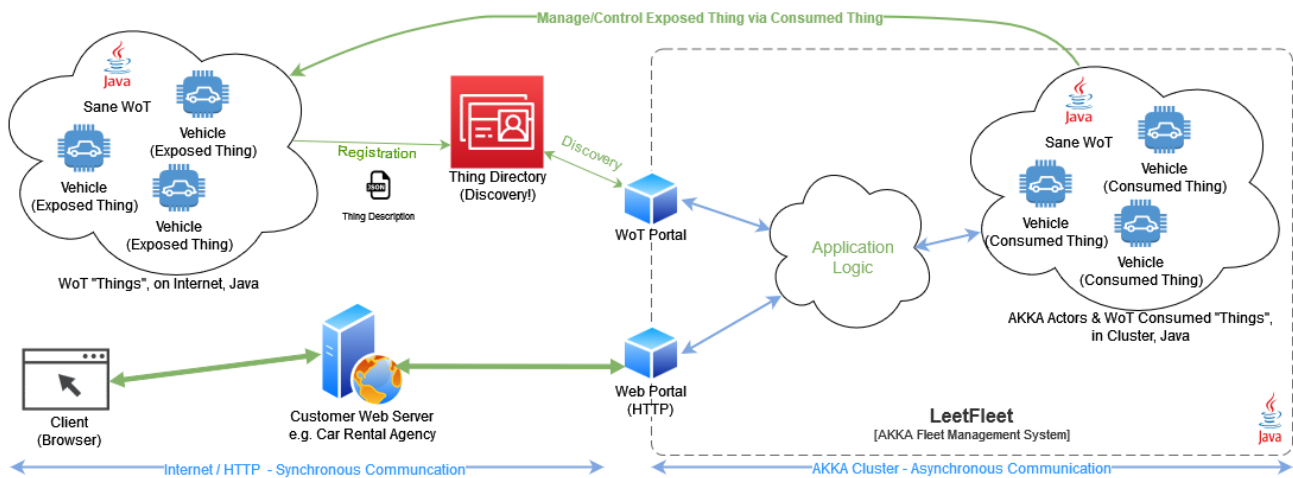 Manage/Control Exposed Thing via Consumed Thing
Java
Sane WoT
Vehicle
(Exposed Thing)
Vehicle
(Exposed Thing)
Vehicle
(Exposed Thing)
WoT "Things", on Internet, Java
Registration
JSON
Thing Description
Thing Directory
(Discovery!)
Discovery
WoT Portal
Application
Logic
Java
Sane WoT
Vehicle
(Consumed Thing)
Vehicle
(Consumed Thing)
Vehicle
(Consumed Thing)
AKKA Actors & WoT Consumed "Things",
in Cluster, Java
Client
(Browser)
Customer Web Server
e.g. Car Rental Agency
Web Portal
(HTTP)
LeetFleet
[AKKA Fleet Management System]
Java
Internet / HTTP - Synchronous Communcation
AKKA Cluster - Asynchronous Communication